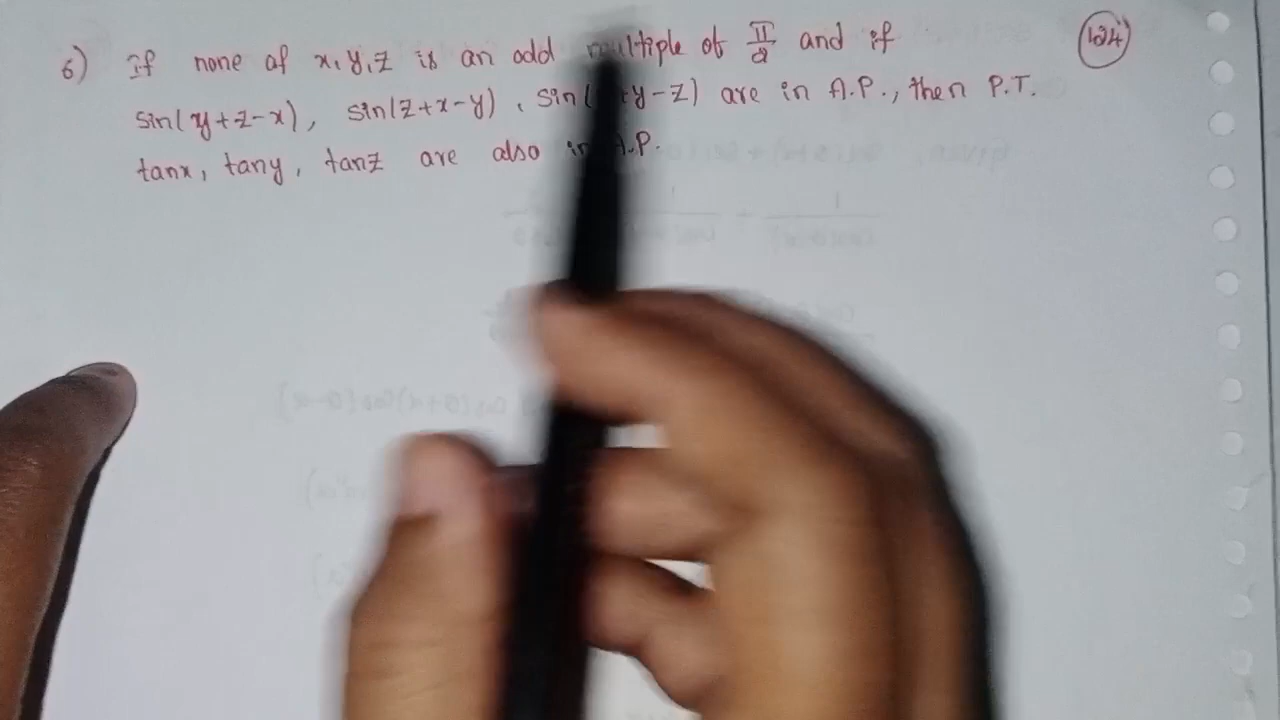 6) If none of x, y, z is an odd multiple of π/2 and if
124
sin(y+z-x), sin(z+x-y), sin( +y-z) are in A.P., then P.T.
tanx, tany, tanz are also in A.P.